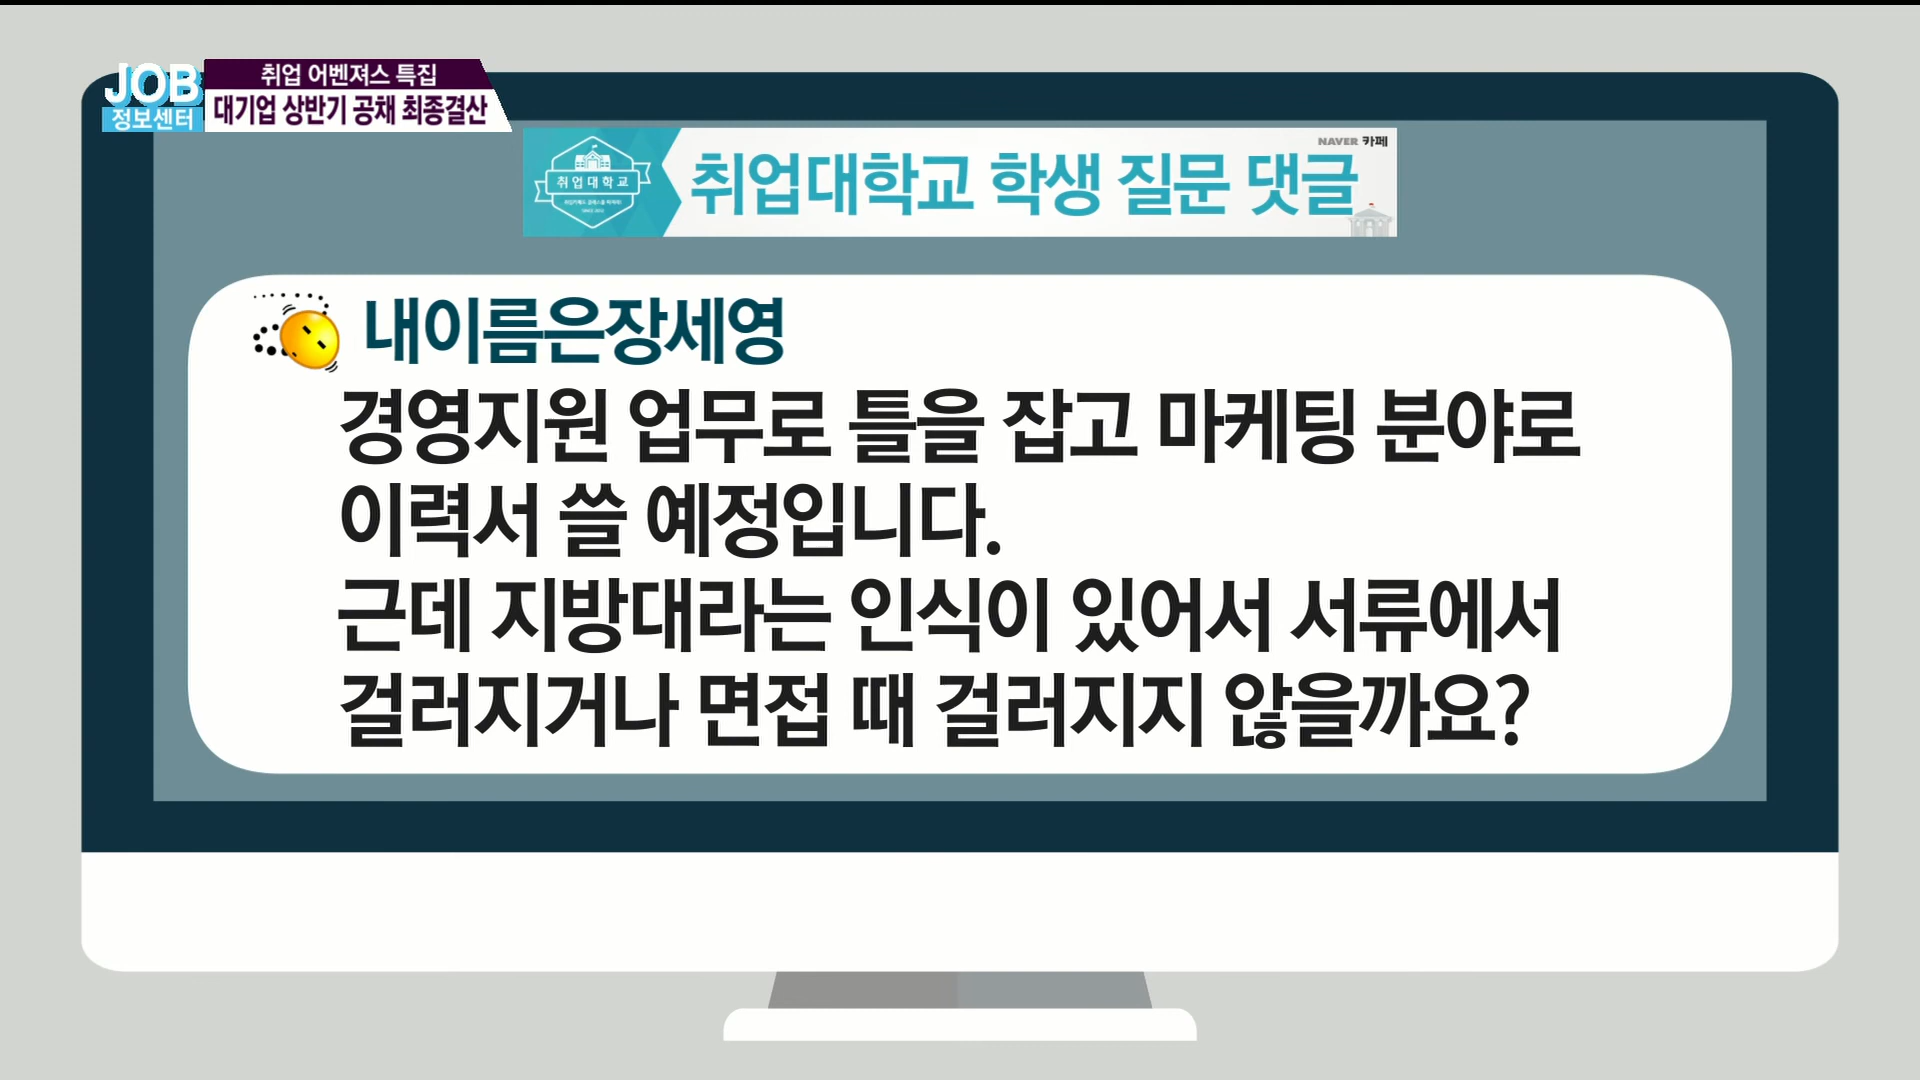 JOB
정보센터
취업 어벤져스 특집
대기업 상반기 공채 최종결산
NAVER 카페
취업대학교
취업대학교 학생 질문 댓글
내이름은장세영
경영지원 업무로 틀을 잡고 마케팅 분야로
이력서 쓸 예정입니다.
근데 지방대라는 인식이 있어서 서류에서
걸러지거나 면접 때 걸러지지 않을까요?